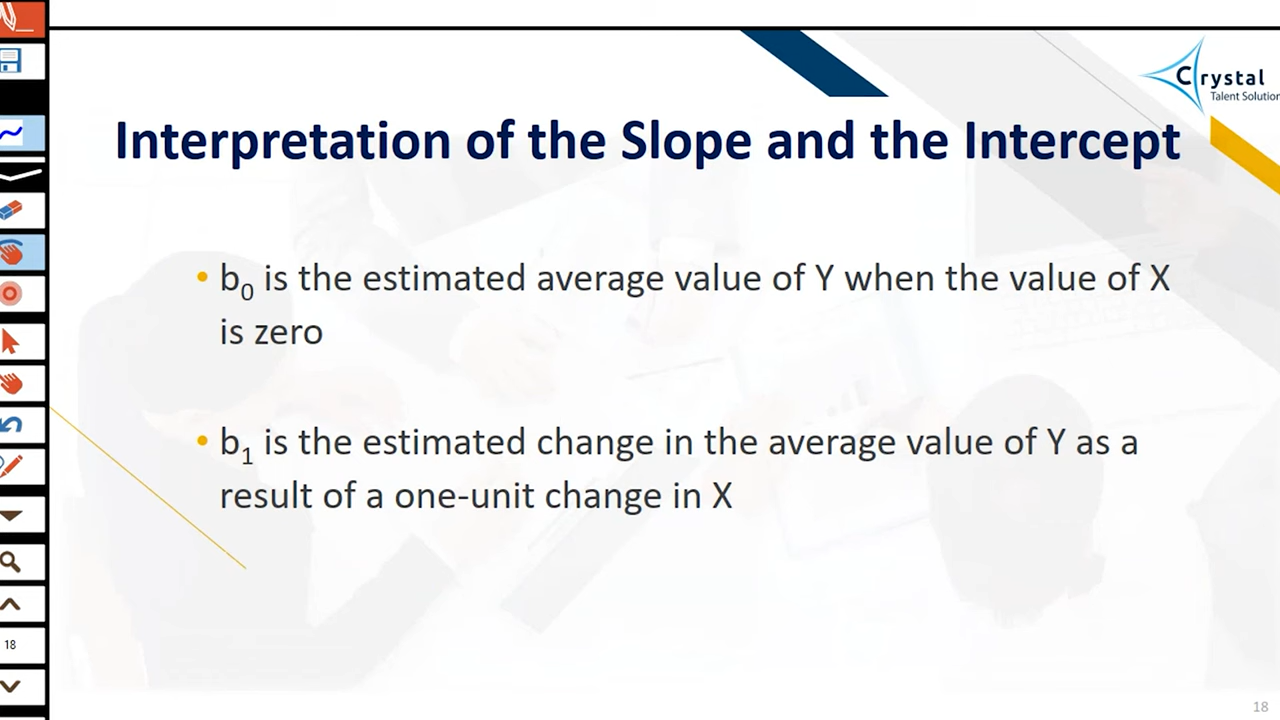 Crystal
Talent Solution
Interpretation of the Slope and the Intercept
• b0 is the estimated average value of Y when the value of X
is zero
• b1 is the estimated change in the average value of Y as a
result of a one-unit change in X
18
18